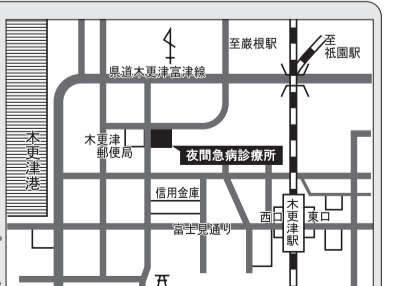 至巌根駅
至
祇園駅
県道木更津富津線
木更津
郵便局
夜間急病診療所
木更津港
信用金庫
西口
木更津駅
東口
富士見通り